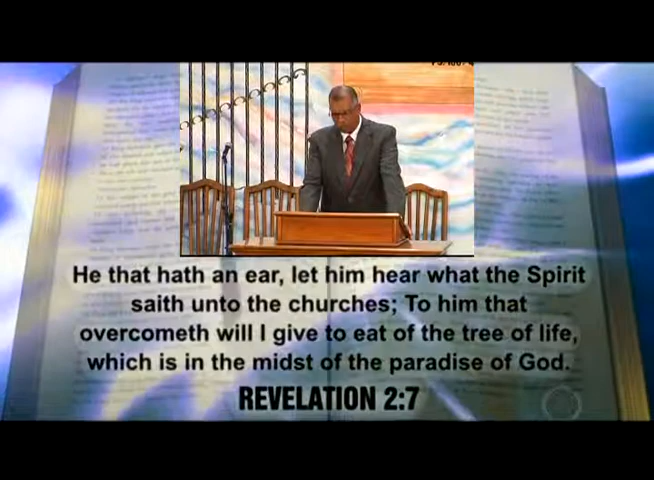 He that hath an ear, let him hear what the Spirit
saith unto the churches; To him that
overcometh will I give to eat of the tree of life,
which is in the midst of the paradise of God.
REVELATION 2:7